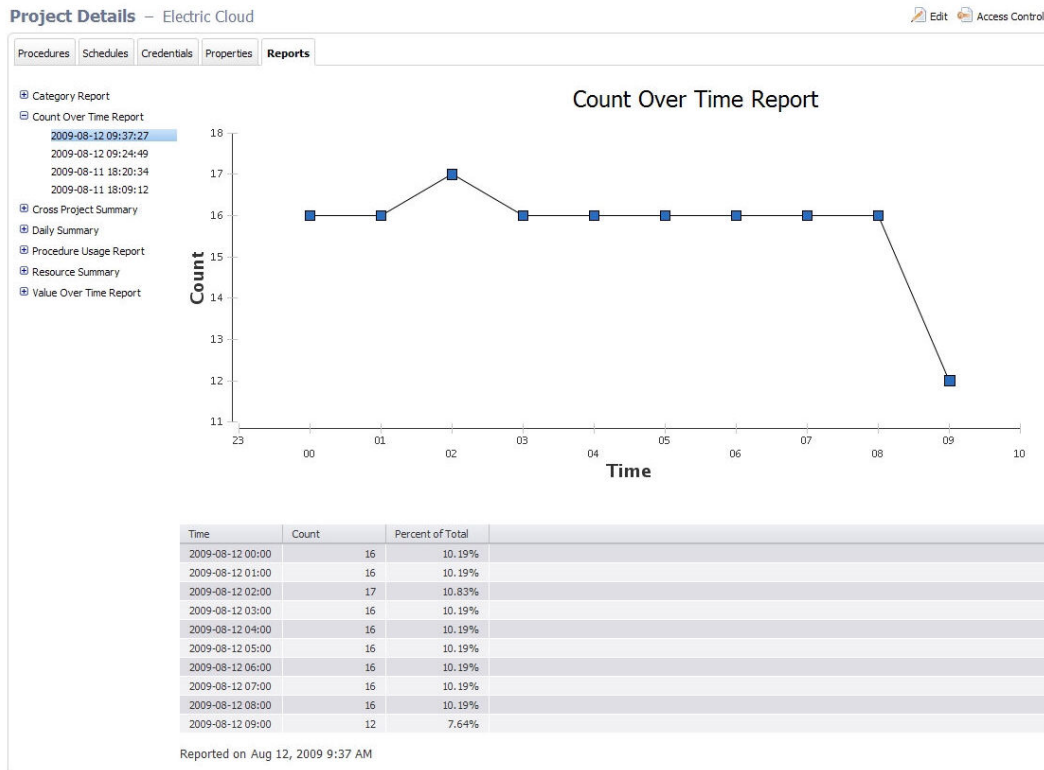 Project Details – Electric Cloud
Edit Access Control
Procedures Schedules Credentials Properties Reports
Category Report
Count Over Time Report
2009-08-12 09:37:27
2009-08-12 09:24:49
2009-08-11 18:20:34
2009-08-11 18:09:12
Cross Project Summary
Daily Summary
Procedure Usage Report
Resource Summary
Value Over Time Report
Count Over Time Report
18
17
16
15
14
13
12
11
Count
23 01 03 05 07 09
00 02 04 06 08 10
Time
Time Count Percent of Total
2009-08-12 00:00 16 10.19%
2009-08-12 01:00 16 10.19%
2009-08-12 02:00 17 10.83%
2009-08-12 03:00 16 10.19%
2009-08-12 04:00 16 10.19%
2009-08-12 05:00 16 10.19%
2009-08-12 06:00 16 10.19%
2009-08-12 07:00 16 10.19%
2009-08-12 08:00 16 10.19%
2009-08-12 09:00 12 7.64%
Reported on Aug 12, 2009 9:37 AM